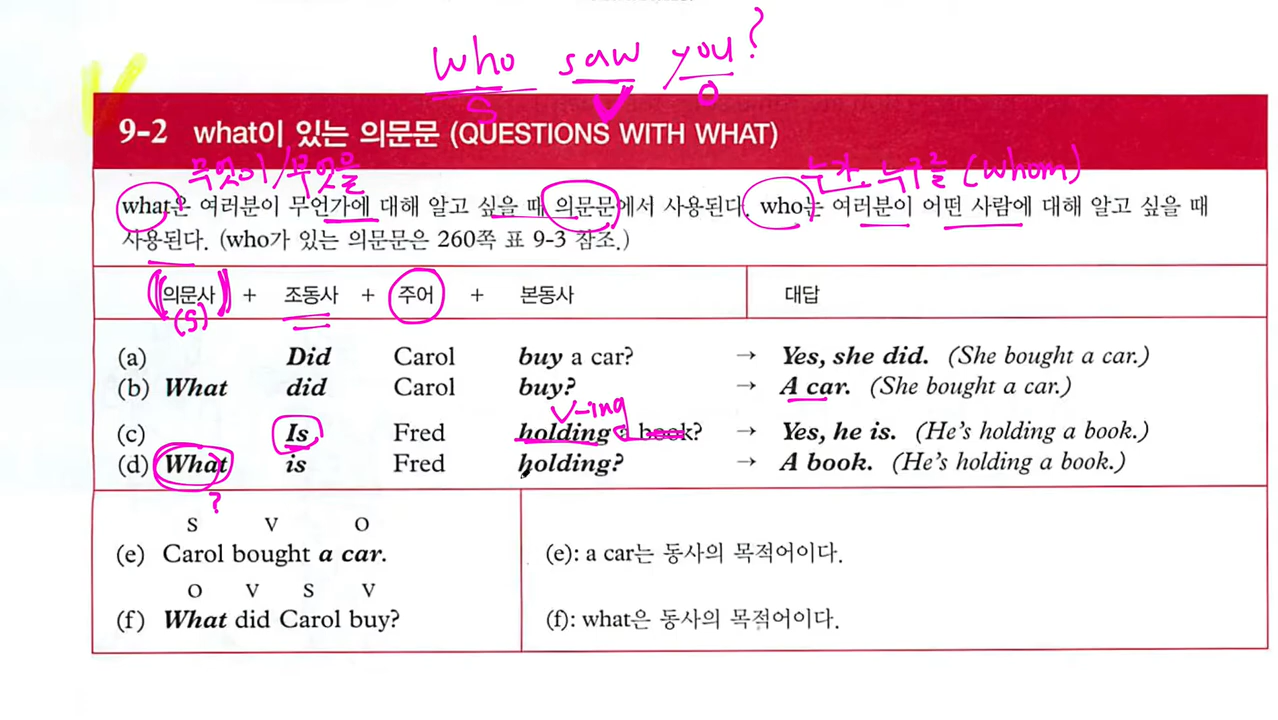 who saw you?
S V O
9-2 what이 있는 의문문 (QUESTIONS WITH WHAT)
무엇이/무엇을 누가 누구를 (whom)
what은 여러분이 무언가에 대해 알고 싶을 때 의문문에서 사용된다. who는 여러분이 어떤 사람에 대해 알고 싶을 때
사용된다. (who가 있는 의문문은 260쪽 표 9-3 참조.)
의문사 + 조동사 + 주어 + 본동사 대답
(S)
(a) Did Carol buy a car? → Yes, she did. (She bought a car.)
(b) What did Carol buy? → A car. (She bought a car.)
V-ing
(c) Is Fred holding a book? → Yes, he is. (He's holding a book.)
(d) What is Fred holding? → A book. (He's holding a book.)
?
S V O
(e) Carol bought a car. (e): a car는 동사의 목적어이다.
O V S V
(f) What did Carol buy? (f): what은 동사의 목적어이다.